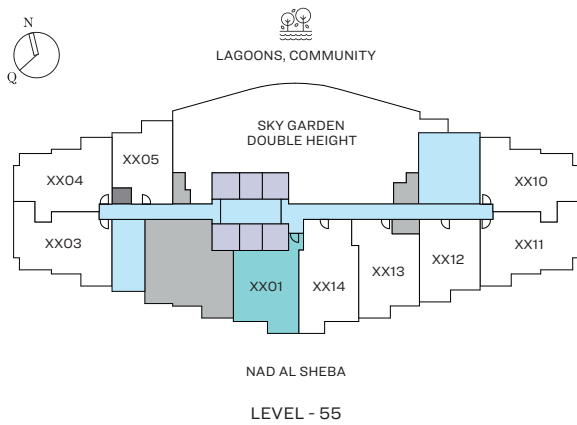 N
Q
LAGOONS, COMMUNITY
SKY GARDEN
DOUBLE HEIGHT
XX05
XX04
XX10
XX03
XX11
XX12
XX13
XX01
XX14
NAD AL SHEBA
LEVEL - 55